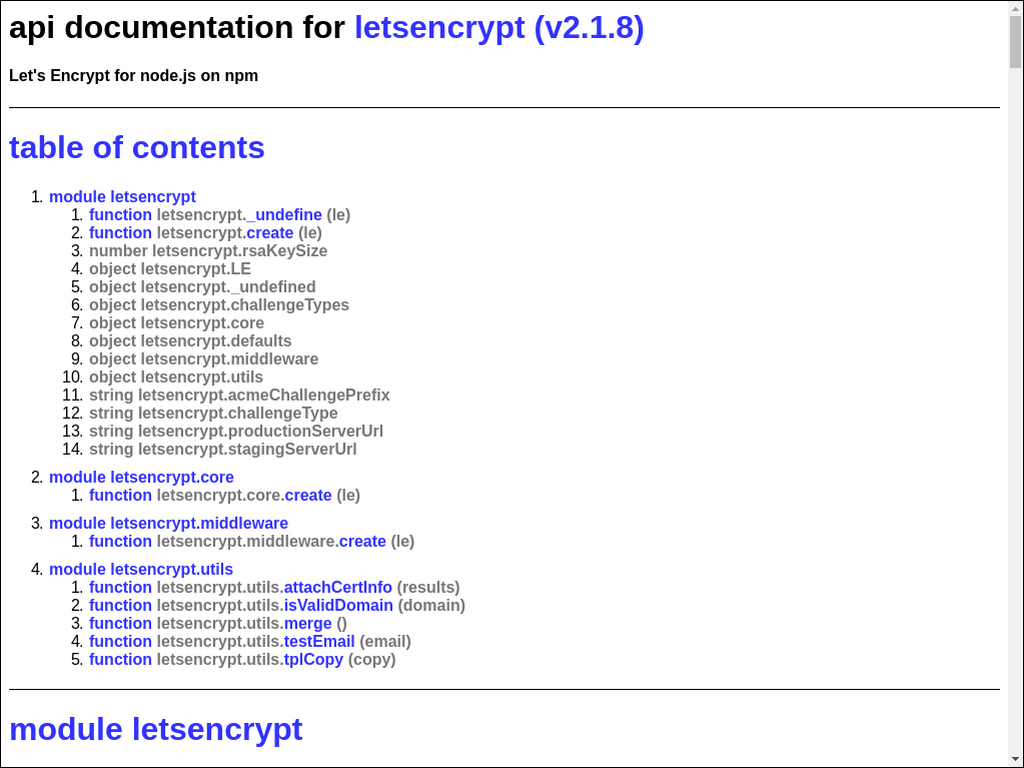 api documentation for letsencrypt (v2.1.8)
Let's Encrypt for node.js on npm
table of contents
1. module letsencrypt
1. function letsencrypt._undefine (le)
2. function letsencrypt.create (le)
3. number letsencrypt.rsaKeySize
4. object letsencrypt.LE
5. object letsencrypt._undefined
6. object letsencrypt.challengeTypes
7. object letsencrypt.core
8. object letsencrypt.defaults
9. object letsencrypt.middleware
10. object letsencrypt.utils
11. string letsencrypt.acmeChallengePrefix
12. string letsencrypt.challengeType
13. string letsencrypt.productionServerUrl
14. string letsencrypt.stagingServerUrl
2. module letsencrypt.core
1. function letsencrypt.core.create (le)
3. module letsencrypt.middleware
1. function letsencrypt.middleware.create (le)
4. module letsencrypt.utils
1. function letsencrypt.utils.attachCertInfo (results)
2. function letsencrypt.utils.isValidDomain (domain)
3. function letsencrypt.utils.merge ()
4. function letsencrypt.utils.testEmail (email)
5. function letsencrypt.utils.tplCopy (copy)
module letsencrypt